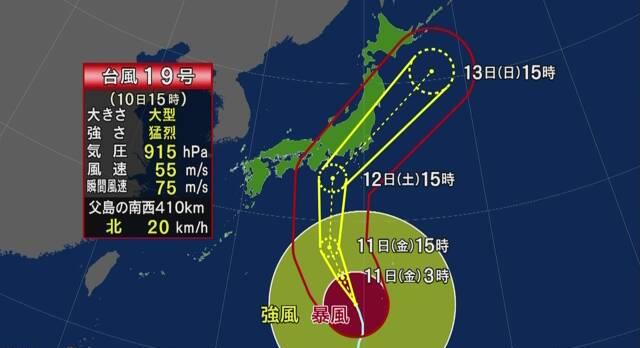 台風19号
(10日15時)
大きさ 大型
強さ 猛烈
気圧 915 hPa
風速 55 m/s
瞬間風速 75 m/s
父島の南西410km
北 20 km/h
13日(日)15時
12日(土)15時
11日(金)15時
11日(金)3時
強風 暴風